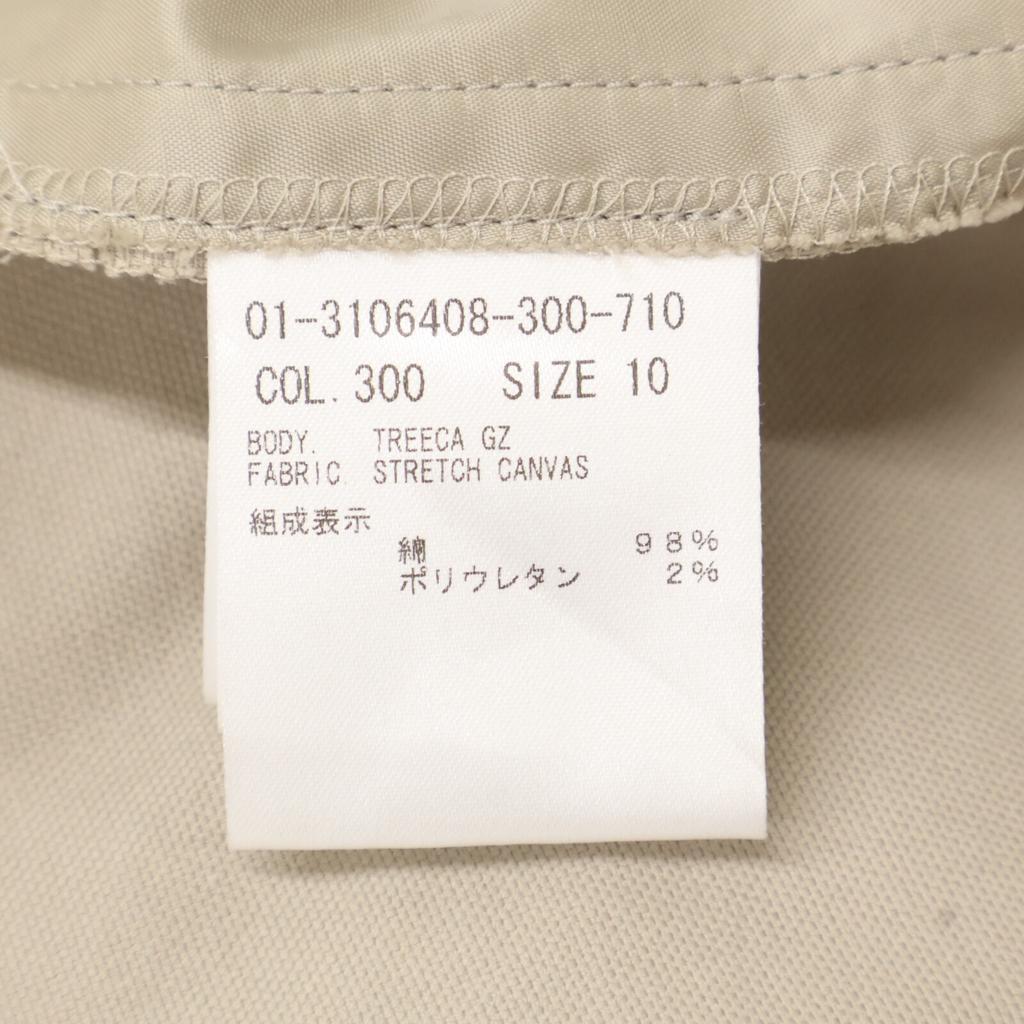 01-3106408-300-710
COL. 300 SIZE 10
BODY. TREECA GZ
FABRIC. STRETCH CANVAS
組成表示
綿 98%
ポリウレタン 2%